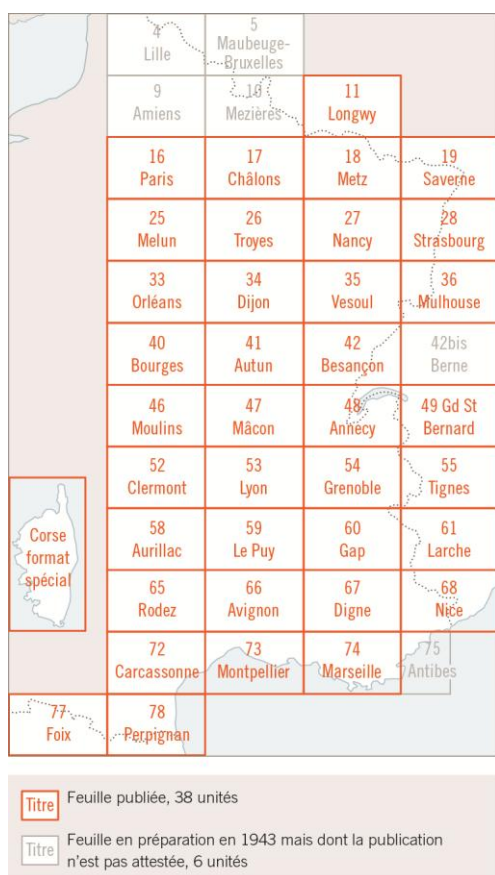 4
Lille
5
Maubeuge-
Bruxelles
9
Amiens
10
Mezières
11
Longwy
16
Paris
17
Châlons
18
Metz
19
Saverne
25
Melun
26
Troyes
27
Nancy
28
Strasbourg
33
Orléans
34
Dijon
35
Vesoul
36
Mulhouse
40
Bourges
41
Autun
42
Besançon
42bis
Berne
46
Moulins
47
Mâcon
48
Annecy
49 Gd St
Bernard
52
Clermont
53
Lyon
54
Grenoble
55
Tignes
Corse
format
spécial
58
Aurillac
59
Le Puy
60
Gap
61
Larche
65
Rodez
66
Avignon
67
Digne
68
Nice
72
Carcassonne
73
Montpellier
74
Marseille
75
Antibes
77
Foix
78
Perpignan
Titre
Feuille publiée, 38 unités
Titre
Feuille en préparation en 1943 mais dont la publication
n'est pas attestée, 6 unités